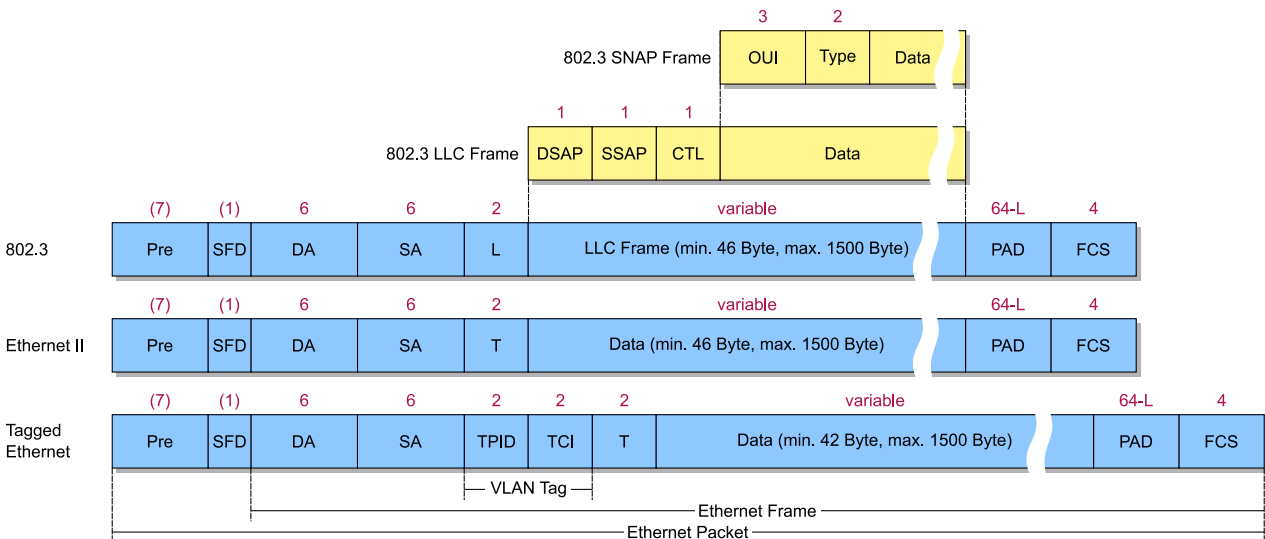 3 2
802.3 SNAP Frame OUI Type Data
1 1 1
802.3 LLC Frame DSAP SSAP CTL Data
(7) (1) 6 6 2 variable 64-L 4
802.3 Pre SFD DA SA L LLC Frame (min. 46 Byte, max. 1500 Byte) PAD FCS
(7) (1) 6 6 2 variable 64-L 4
Ethernet II Pre SFD DA SA T Data (min. 46 Byte, max. 1500 Byte) PAD FCS
(7) (1) 6 6 2 2 2 variable 64-L 4
Tagged
Ethernet Pre SFD DA SA TPID TCI T Data (min. 42 Byte, max. 1500 Byte) PAD FCS
VLAN Tag
Ethernet Frame
Ethernet Packet